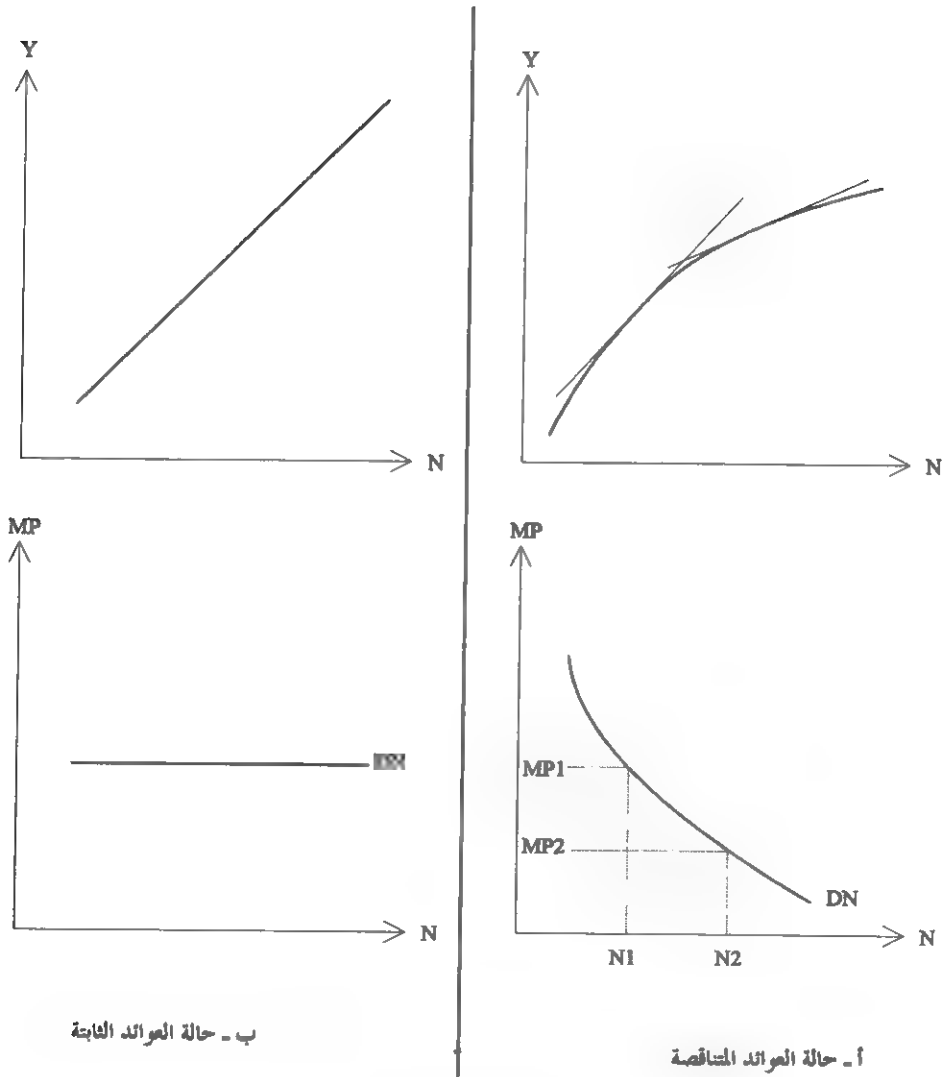 Y
Y
N
N
MP
MP
MP1
MP2
DN
N
N
N1
N2
ب ـ حالة العوائد الثابتة
أ ـ حالة العوائد المتناقصة